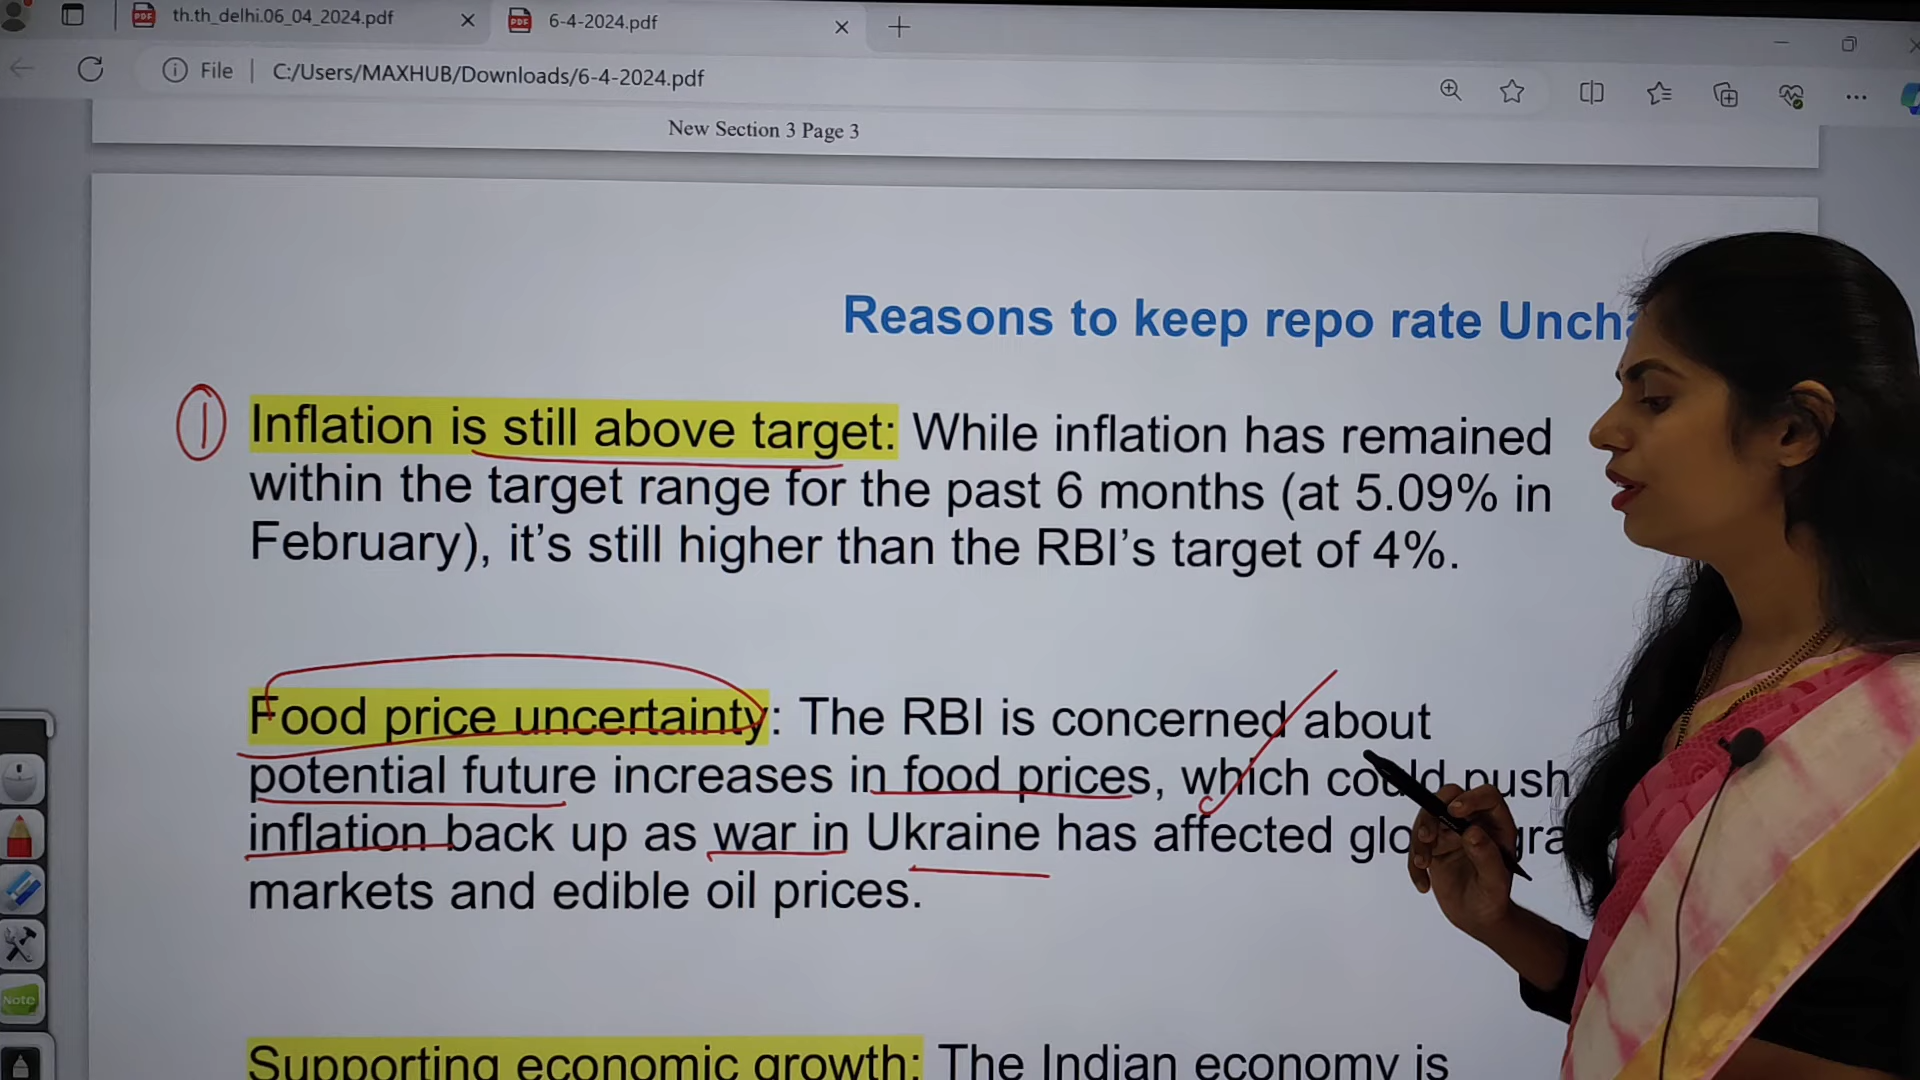 th.th_delhi.06_04_2024.pdf
6-4-2024.pdf
File
C:/Users/MAXHUB/Downloads/6-4-2024.pdf
New Section 3 Page 3
Reasons to keep repo rate Uncha
1
Inflation is still above target: While inflation has remained
within the target range for the past 6 months (at 5.09% in
February), it’s still higher than the RBI’s target of 4%.
Food price uncertainty: The RBI is concerned about
potential future increases in food prices, which could push
inflation back up as war in Ukraine has affected glo gra
markets and edible oil prices.
Note
Supporting economic growth: The Indian economy is